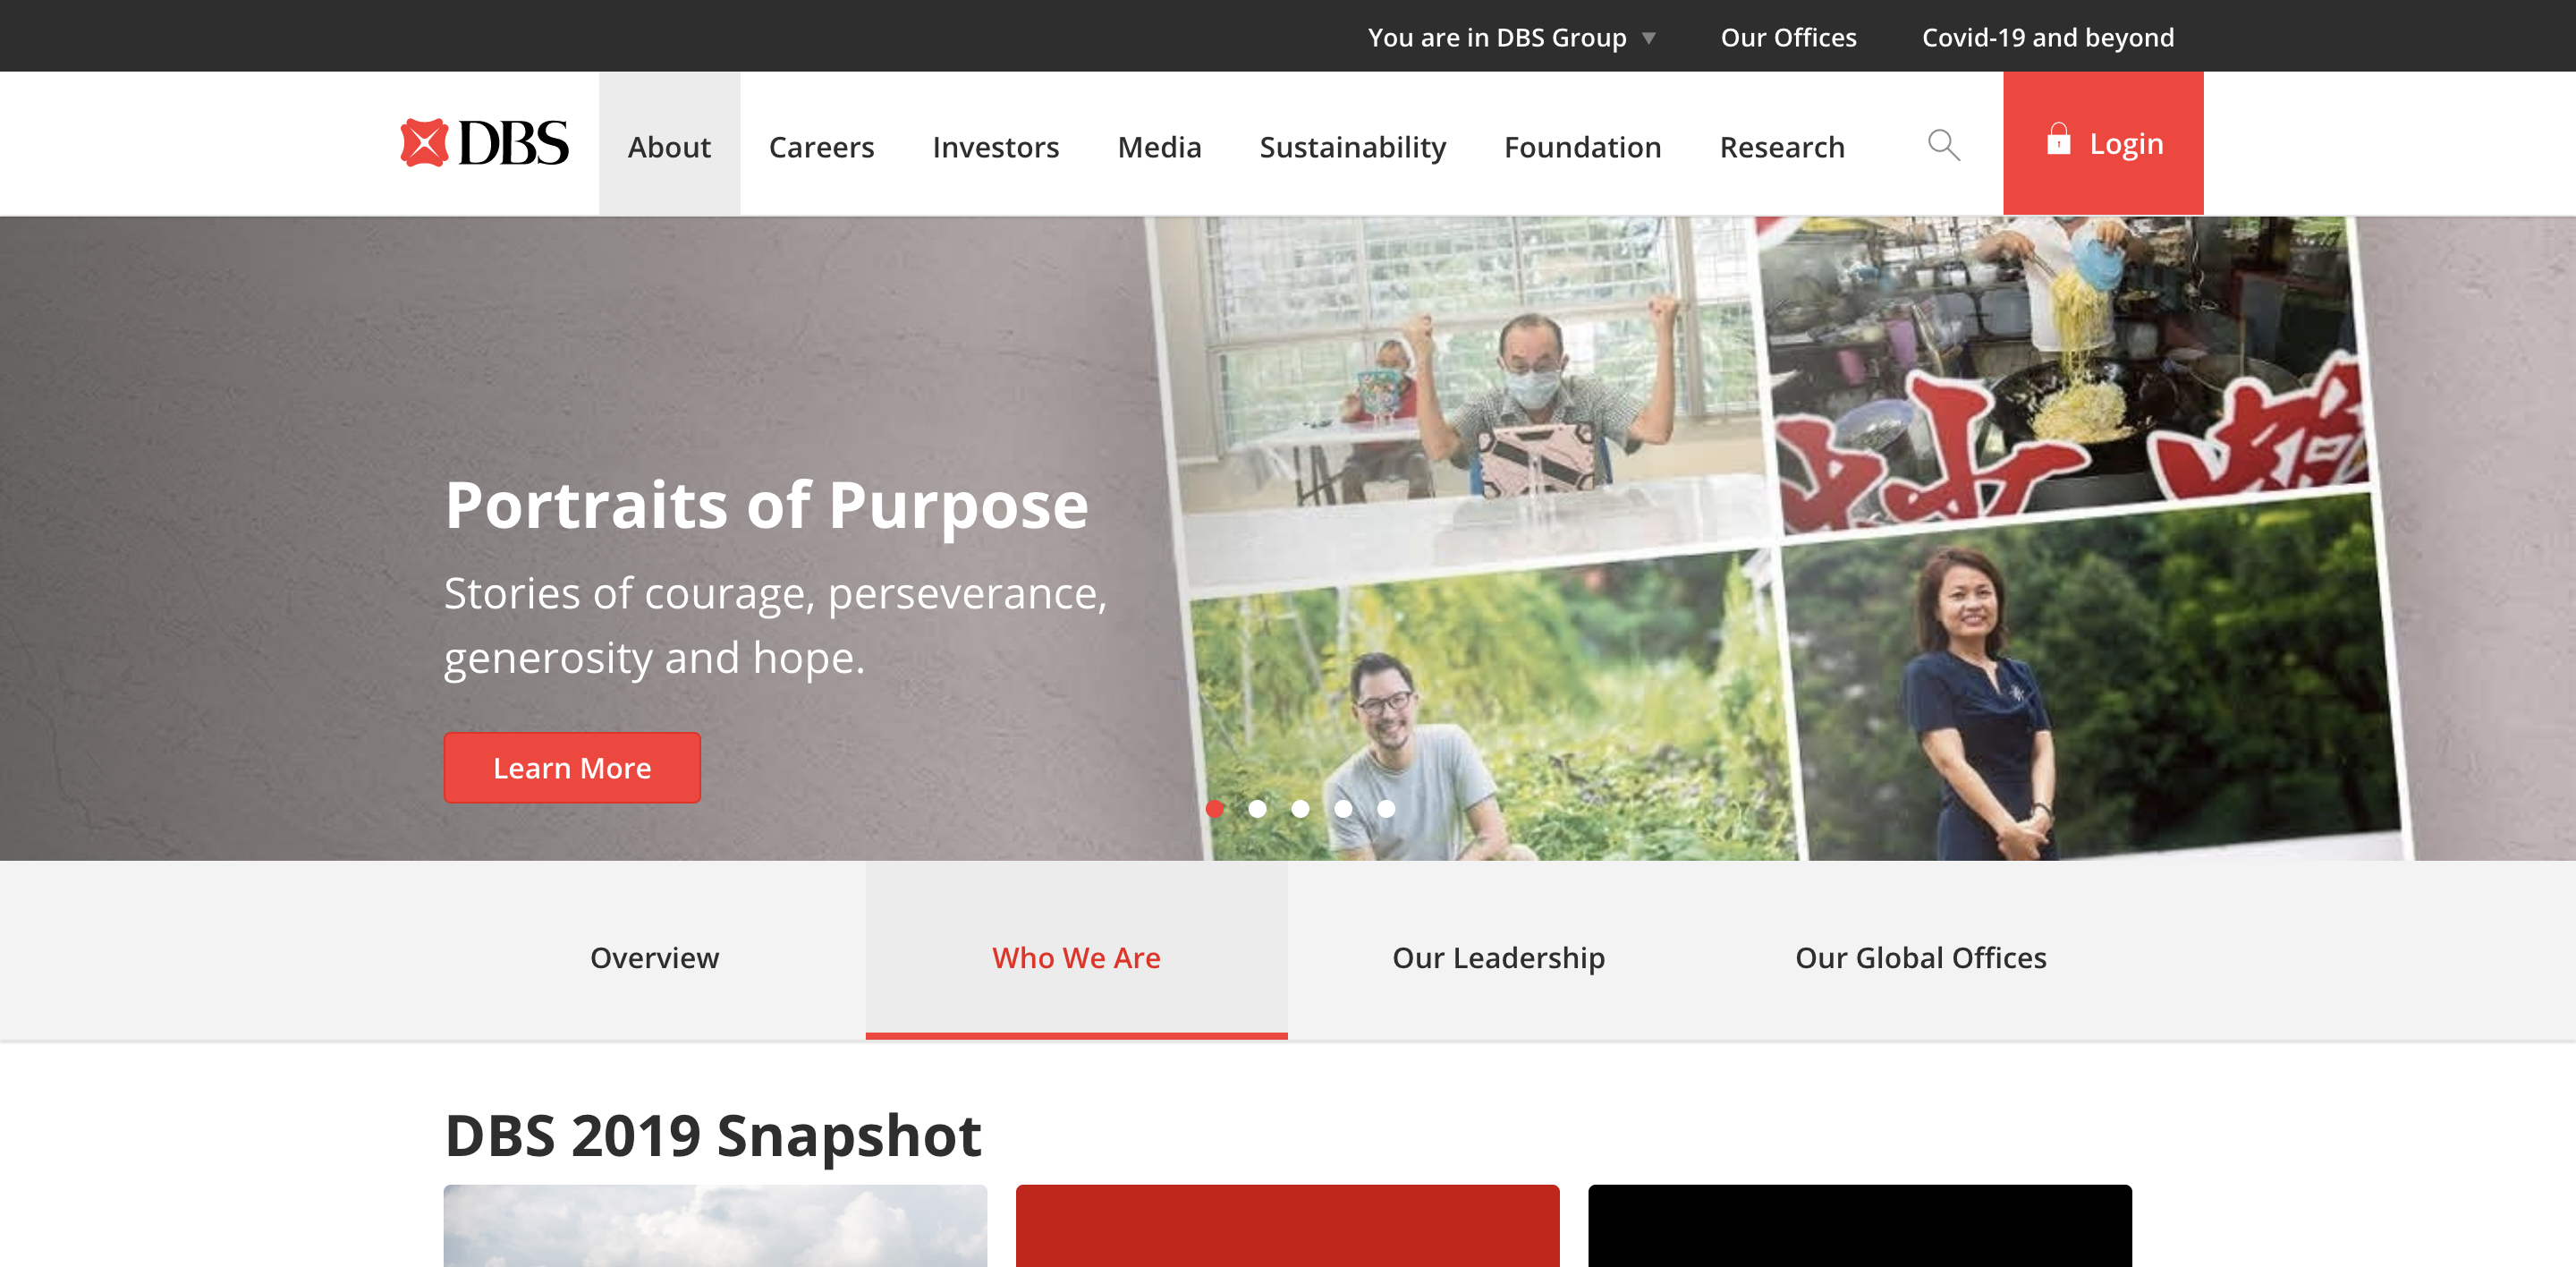 You are in DBS Group
Our Offices
Covid-19 and beyond
DBS
About
Careers
Investors
Media
Sustainability
Foundation
Research
Login
Portraits of Purpose
Stories of courage, perseverance,
generosity and hope.
Learn More
Overview
Who We Are
Our Leadership
Our Global Offices
DBS 2019 Snapshot